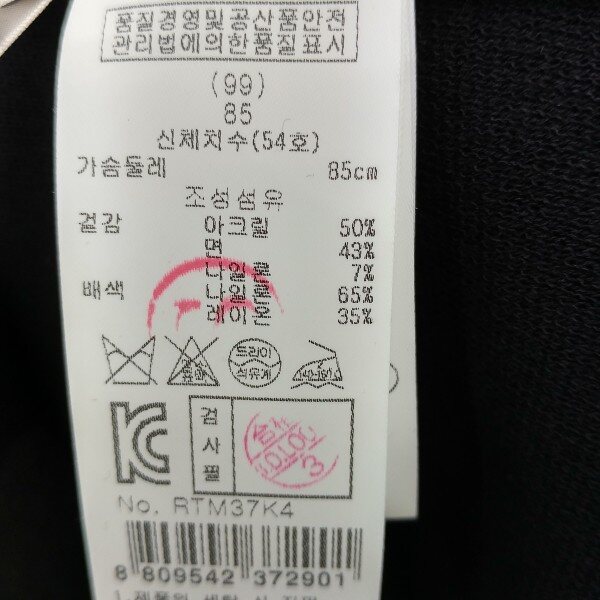 품질경영및공산품안전
관리법에의한품질표시
(99)
85
신체치수(54호)
가슴둘레 85cm
조성섬유
겉감 아크릴 50%
면 43%
나일론 7%
배색 나일론 65%
레이온 35%
드라이
석유계
검사필
No. RTM37K4
8 809542 372901